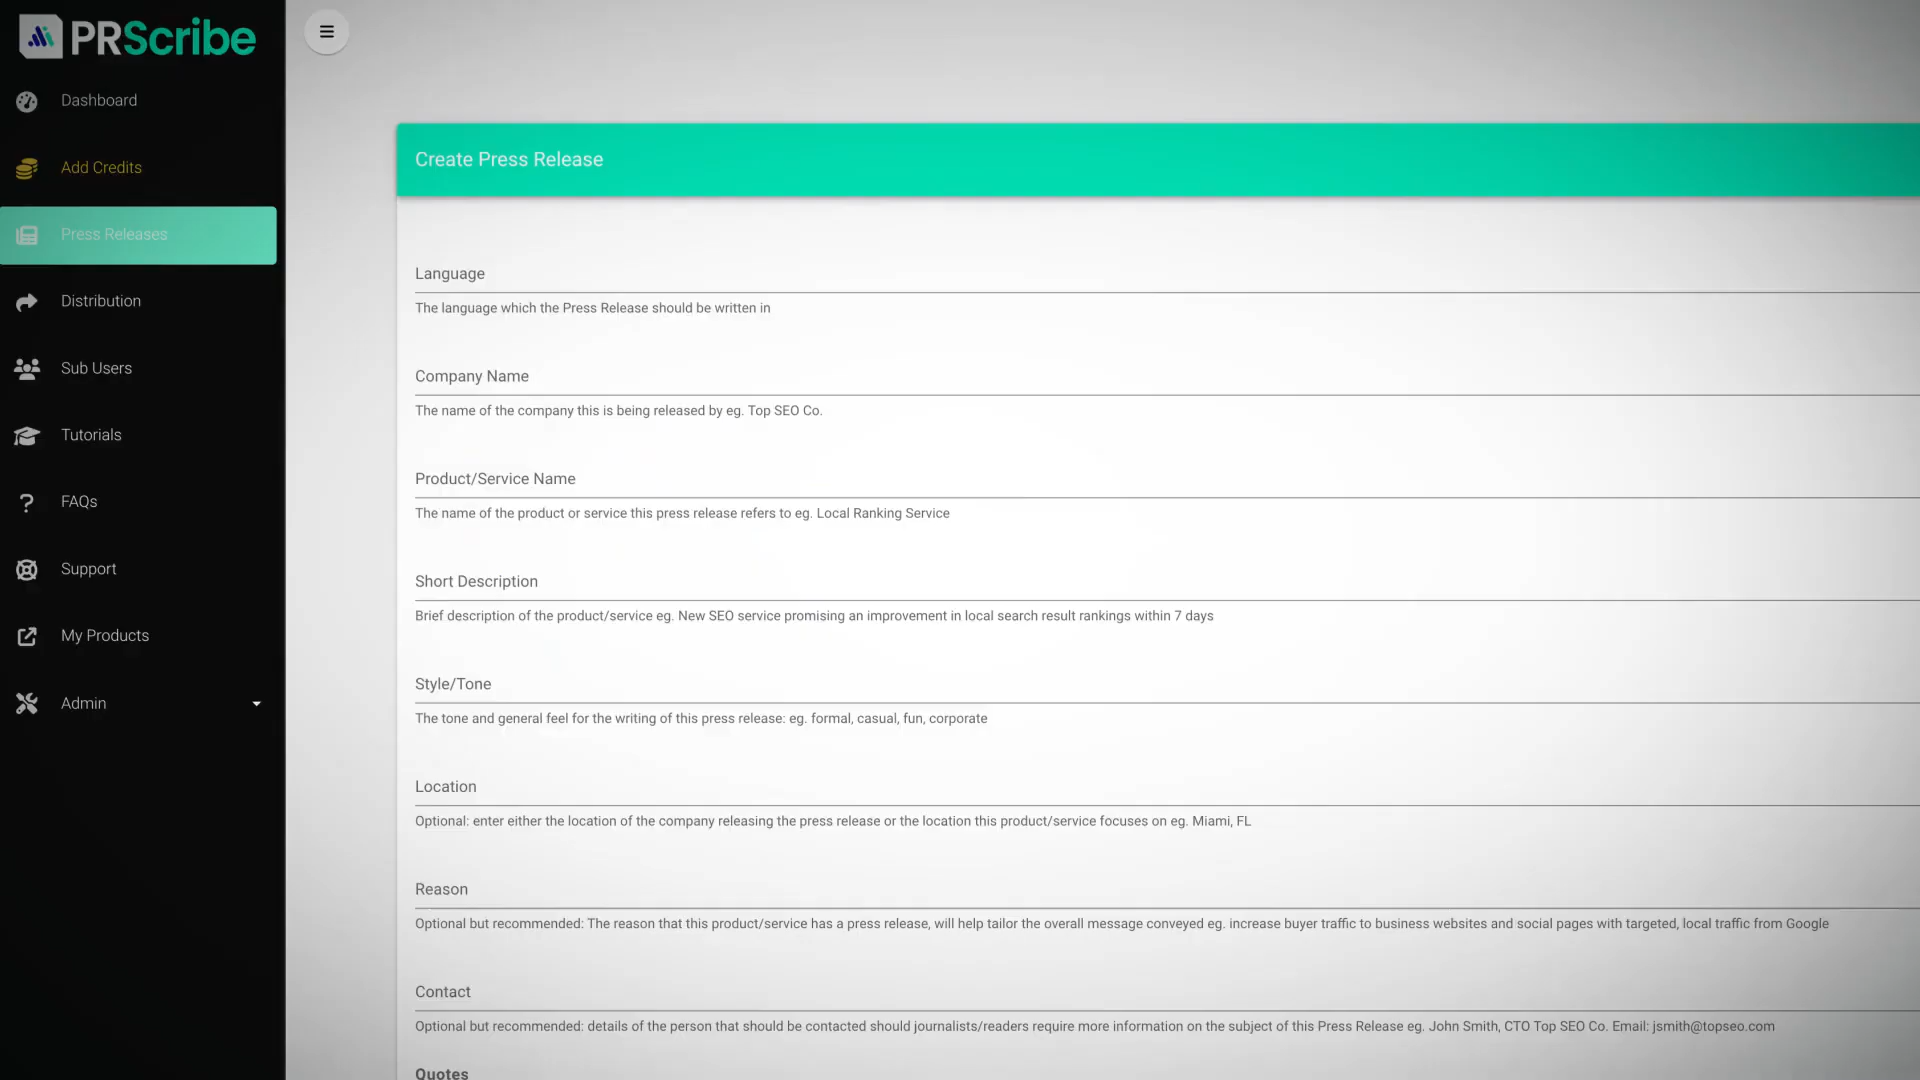 PRScribe
Dashboard
Add Credits
Press Releases
Distribution
Sub Users
Tutorials
FAQs
Support
My Products
Admin
Create Press Release
Language
The language which the Press Release should be written in
Company Name
The name of the company this is being released by eg. Top SEO Co.
Product/Service Name
The name of the product or service this press release refers to eg. Local Ranking Service
Short Description
Brief description of the product/service eg. New SEO service promising an improvement in local search result rankings within 7 days
Style/Tone
The tone and general feel for the writing of this press release: eg. formal, casual, fun, corporate
Location
Optional: enter either the location of the company releasing the press release or the location this product/service focuses on eg. Miami, FL
Reason
Optional but recommended: The reason that this product/service has a press release, will help tailor the overall message conveyed eg. increase buyer traffic to business websites and social pages with targeted, local traffic from Google
Contact
Optional but recommended: details of the person that should be contacted should journalists/readers require more information on the subject of this Press Release eg. John Smith, CTO Top SEO Co. Email: jsmith@topseo.com
Quotes